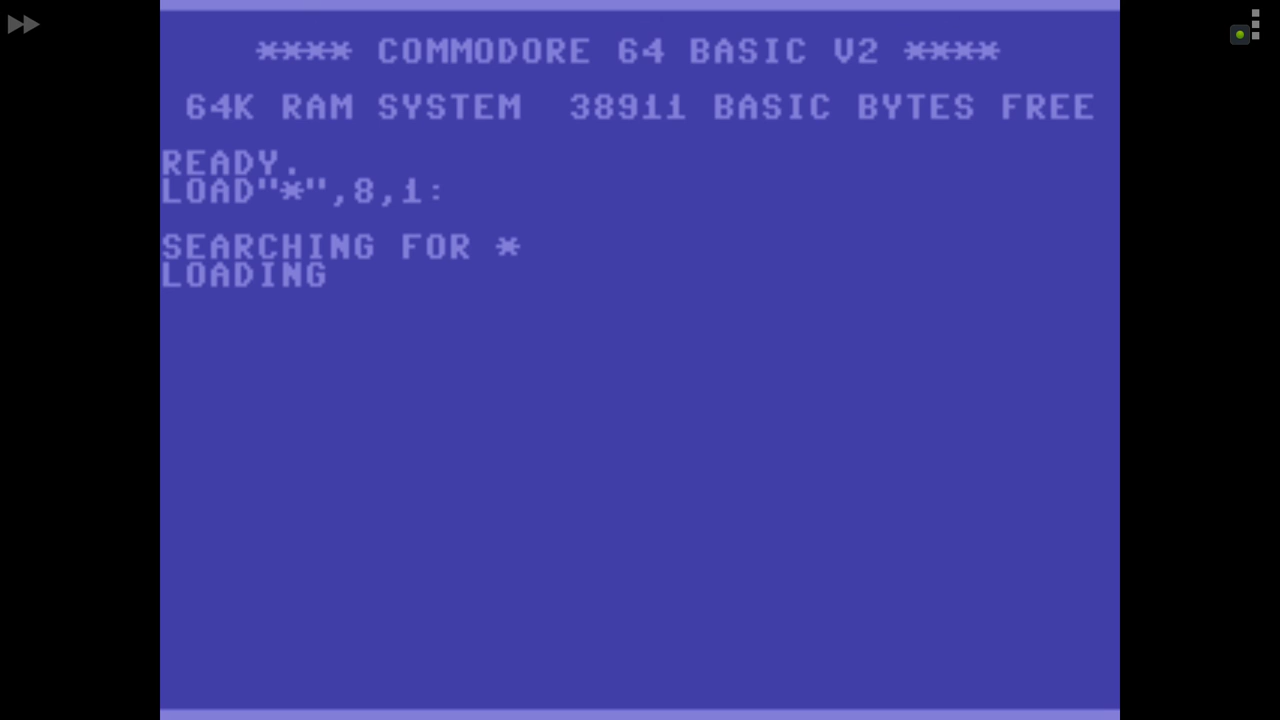 **** COMMODORE 64 BASIC V2 ****
64K RAM SYSTEM  38911 BASIC BYTES FREE
READY.
LOAD"*",8,1:
SEARCHING FOR *
LOADING